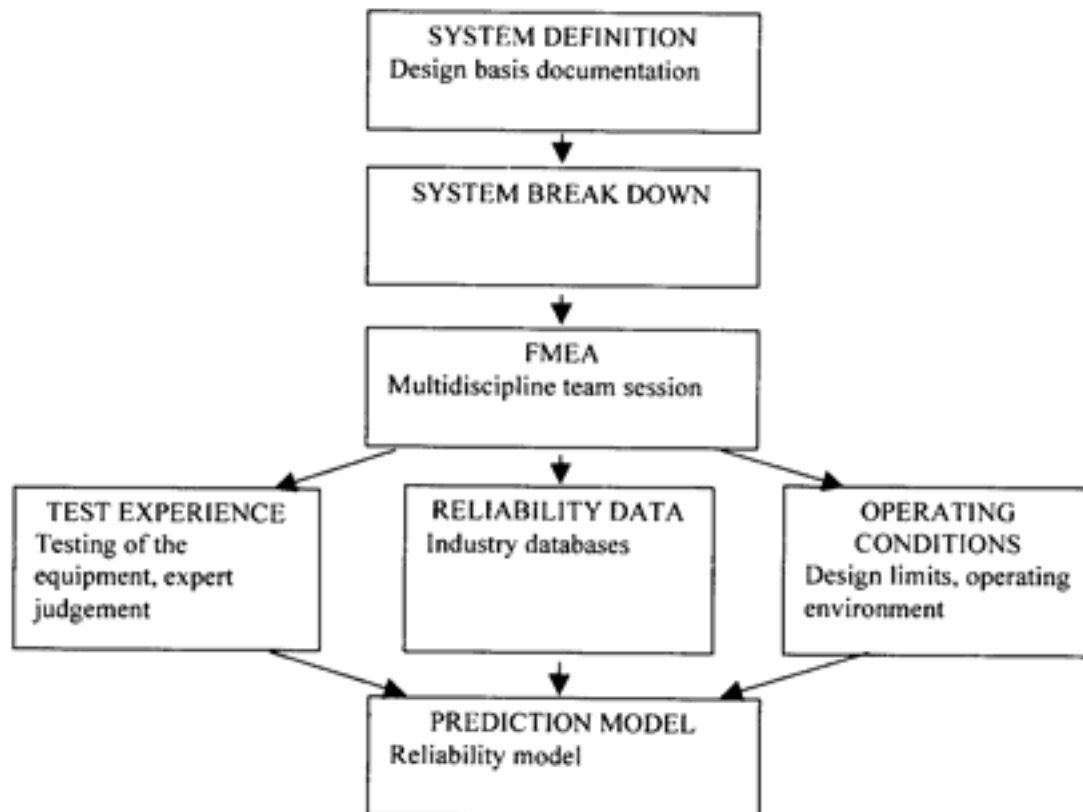 SYSTEM DEFINITION
Design basis documentation
SYSTEM BREAK DOWN
FMEA
Multidiscipline team session
TEST EXPERIENCE
Testing of the
equipment, expert
judgement
RELIABILITY DATA
Industry databases
OPERATING
CONDITIONS
Design limits, operating
environment
PREDICTION MODEL
Reliability model